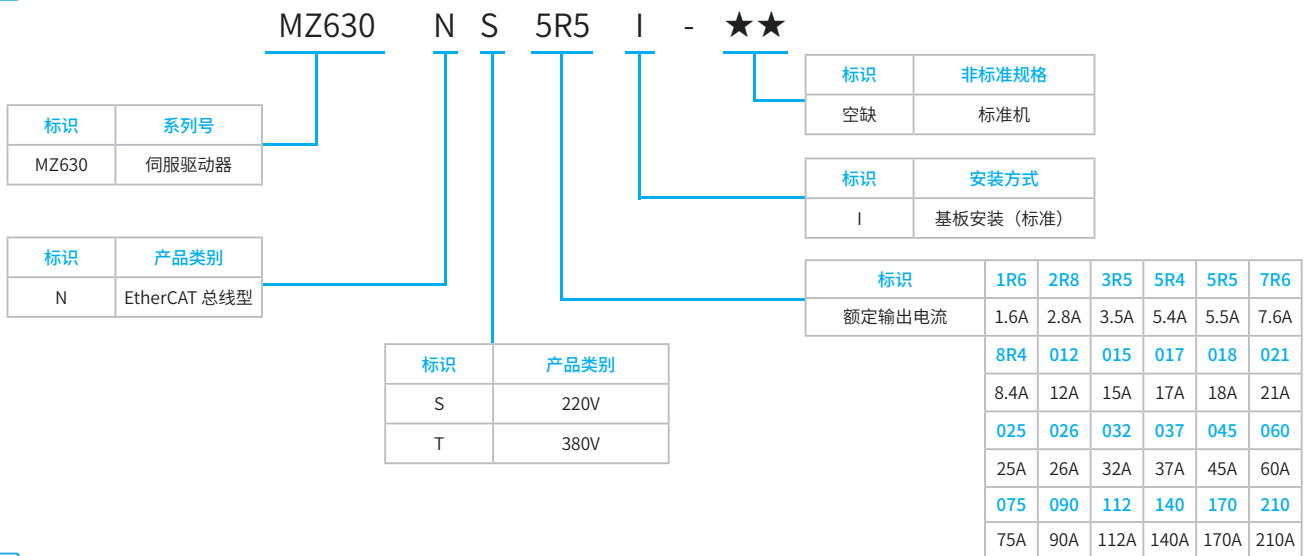 MZ630 N S 5R5 I - ★★
标识 非标准规格
空缺 标准机
标识 系列号
MZ630 伺服驱动器
标识 安装方式
I 基板安装（标准）
标识 产品类别
N EtherCAT 总线型
标识 1R6 2R8 3R5 5R4 5R5 7R6
额定输出电流 1.6A 2.8A 3.5A 5.4A 5.5A 7.6A
8R4 012 015 017 018 021
8.4A 12A 15A 17A 18A 21A
025 026 032 037 045 060
25A 26A 32A 37A 45A 60A
075 090 112 140 170 210
75A 90A 112A 140A 170A 210A
标识 产品类别
S 220V
T 380V